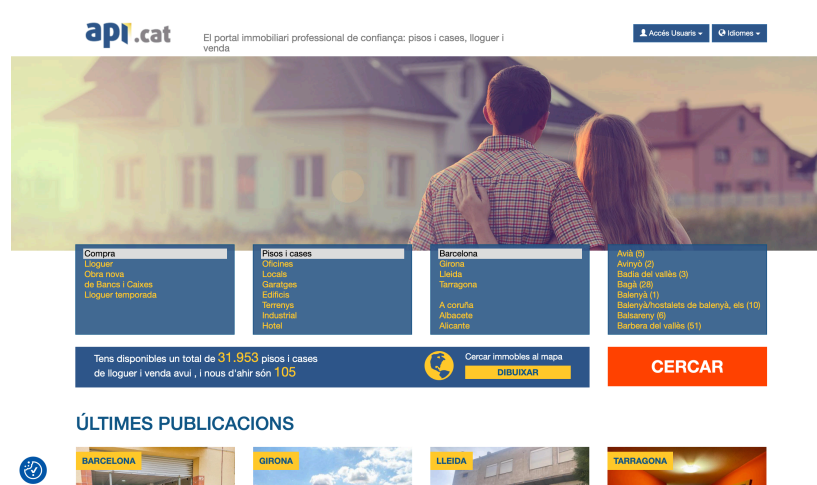 apı.cat
El portal immobiliari professional de confiança: pisos i cases, lloguer i
venda
Accés Usuaris
Idiomes
Compra
Lloguer
Obra nova
de Bancs i Caixes
Lloguer temporada
Pisos i cases
Oficines
Locals
Garatges
Edificis
Terrenys
Industrial
Hotel
Barcelona
Girona
Lleida
Tarragona
A coruña
Albacete
Alicante
Avià (5)
Avinyó (2)
Badia del vallès (3)
Bagà (28)
Balenyà (1)
Balenyà/hostalets de balenyà, els (10)
Balsareny (6)
Barbera del vallès (51)
Tens disponibles un total de 31.953 pisos i cases
de lloguer i venda avui , i nous d'ahir són 105
Cercar immobles al mapa
DIBUIXAR
CERCAR
ÚLTIMES PUBLICACIONS
BARCELONA
GIRONA
LLEIDA
TARRAGONA